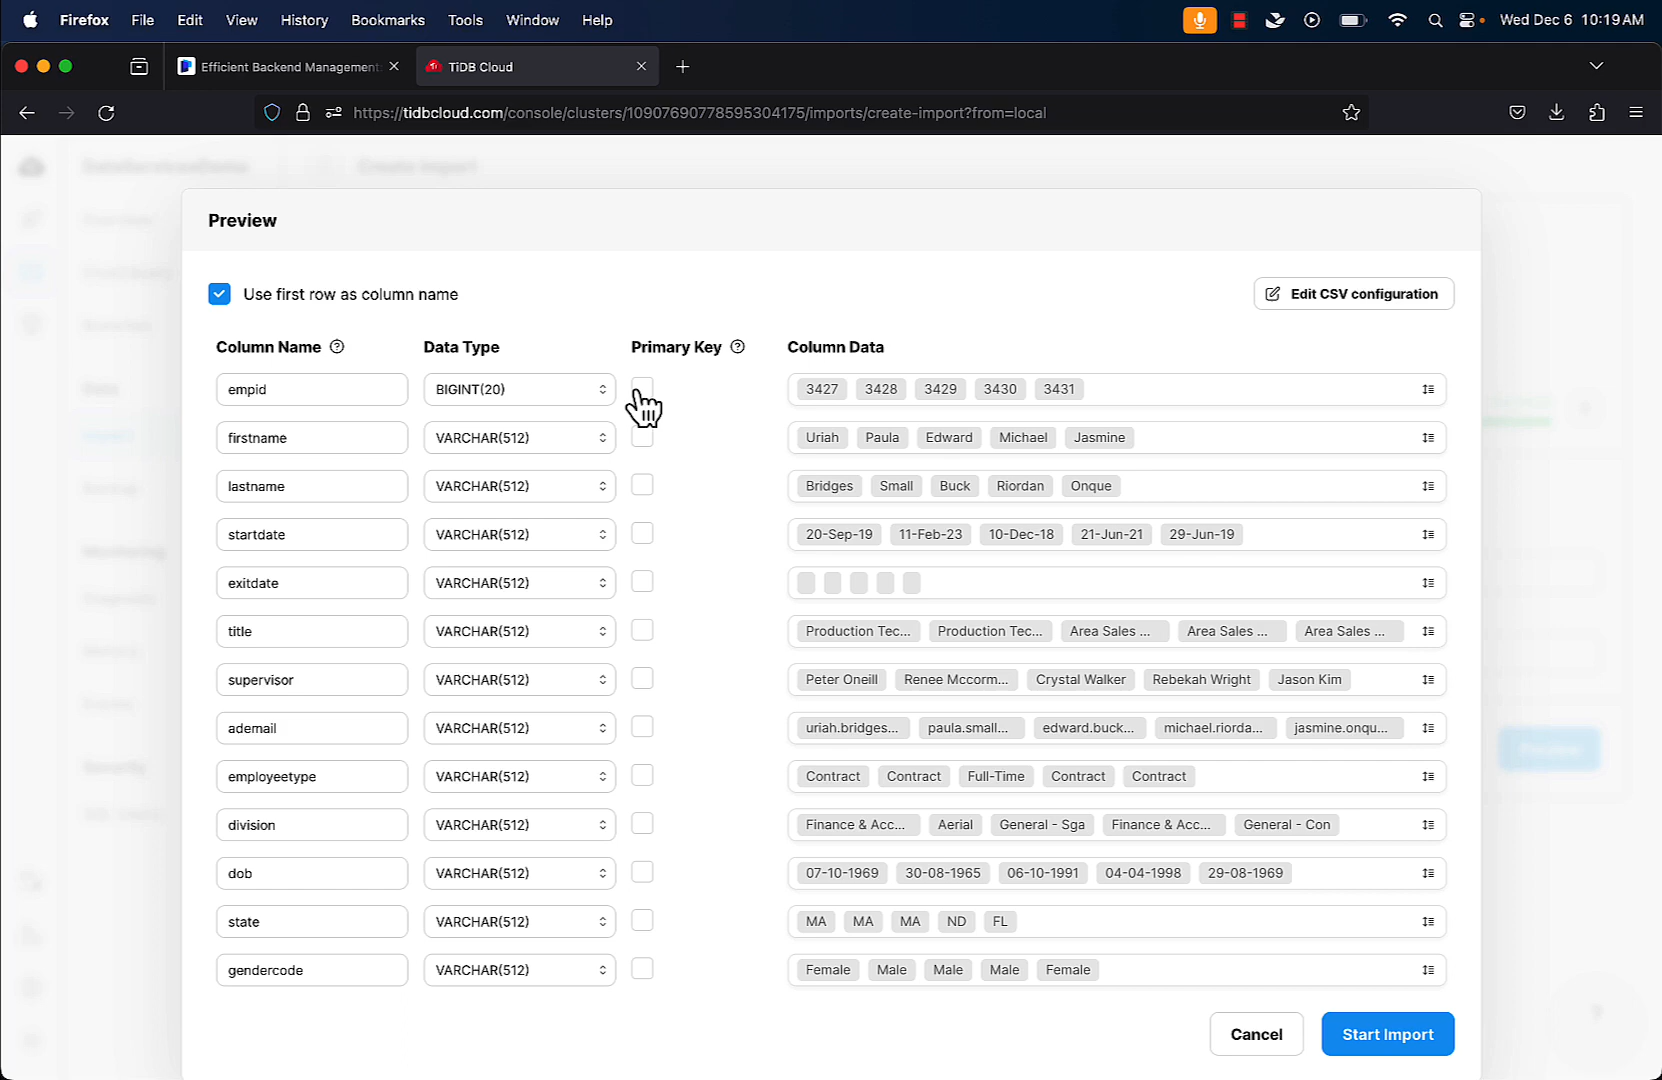 Firefox File Edit View History Bookmarks Tools Window Help Wed Dec 6 10:19 AM
Efficient Backend Management TiDB Cloud
https://tidbcloud.com/console/clusters/10907690778595304175/imports/create-import?from=local
Create Import
Preview
Use first row as column name Edit CSV configuration
Column Name Data Type Primary Key Column Data
empid BIGINT(20) 3427 3428 3429 3430 3431
firstname VARCHAR(512) Uriah Paula Edward Michael Jasmine
lastname VARCHAR(512) Bridges Small Buck Riordan Onque
startdate VARCHAR(512) 20-Sep-19 11-Feb-23 10-Dec-18 21-Jun-21 29-Jun-19
exitdate VARCHAR(512)
title VARCHAR(512) Production Tec... Production Tec... Area Sales ... Area Sales ... Area Sales ...
supervisor VARCHAR(512) Peter Oneill Renee Mccorm... Crystal Walker Rebekah Wright Jason Kim
ademail VARCHAR(512) uriah.bridges... paula.small... edward.buck... michael.riorda... jasmine.onqu...
employeetype VARCHAR(512) Contract Contract Full-Time Contract Contract
division VARCHAR(512) Finance & Acc... Aerial General - Sga Finance & Acc... General - Con
dob VARCHAR(512) 07-10-1969 30-08-1965 06-10-1991 04-04-1998 29-08-1969
state VARCHAR(512) MA MA MA ND FL
gendercode VARCHAR(512) Female Male Male Male Female
Cancel Start Import